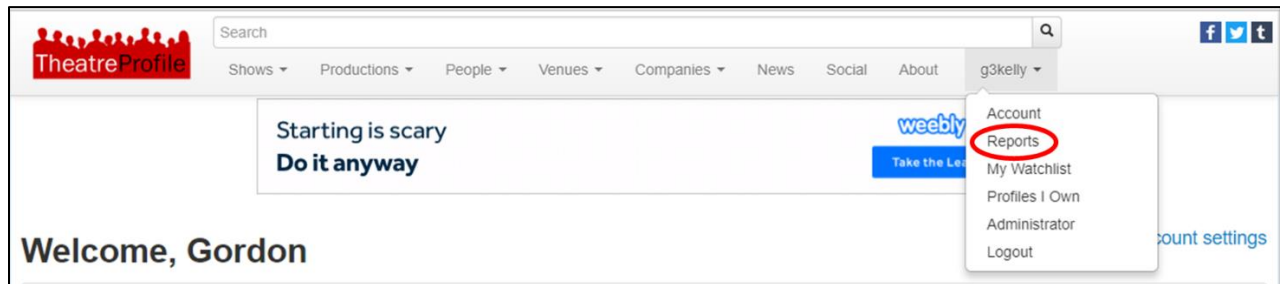 Search
TheatreProfile
Shows Productions People Venues Companies News Social About g3kelly
f t
Starting is scary
Do it anyway
weebly
Take the Lea
Account
Reports
My Watchlist
Profiles I Own
Administrator
Logout
Welcome, Gordon
count settings